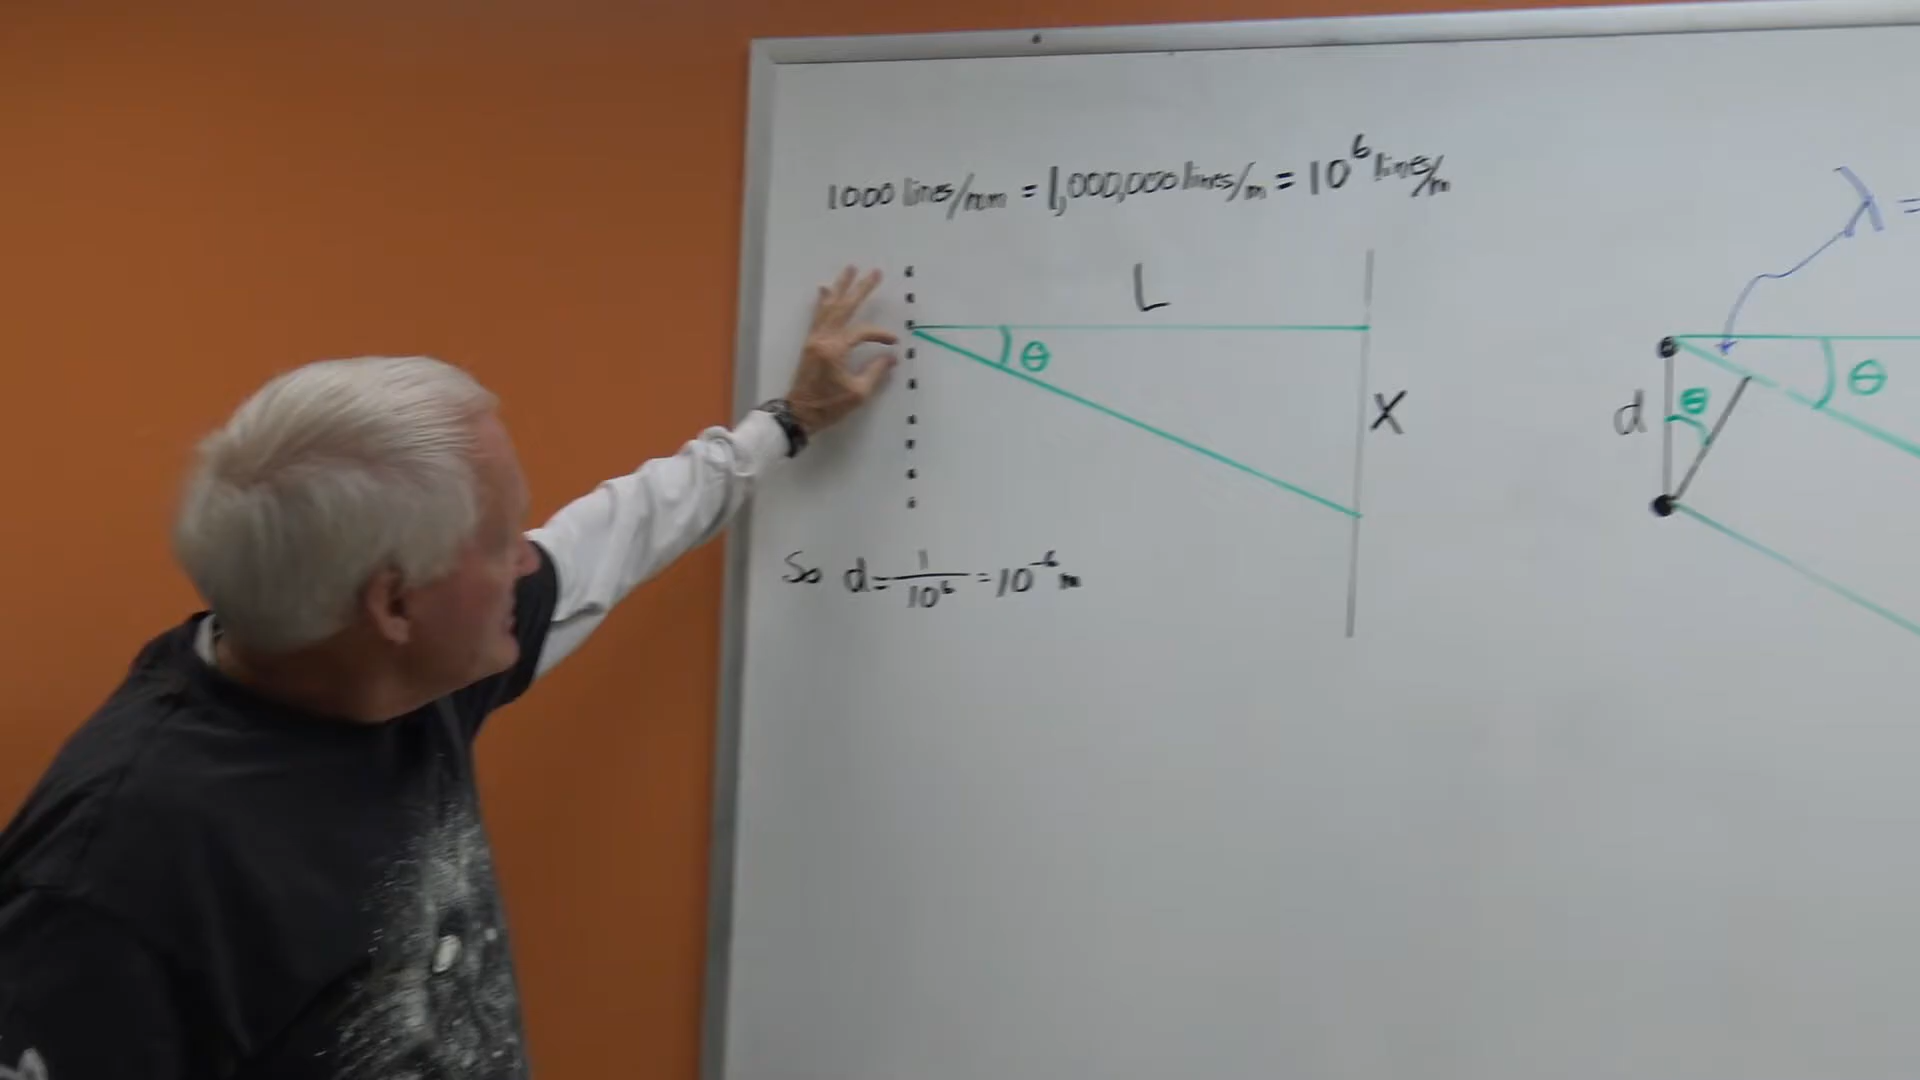 1000 lines/mm = 1,000,000 lines/m = 10⁶ lines/m
λ =
L
θ
θ
d
θ
X
So d = 1/10⁶ = 10⁻⁶ m